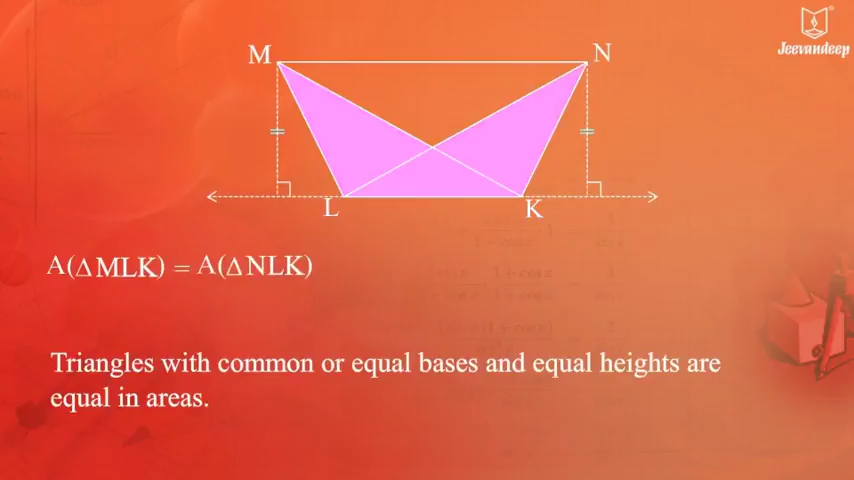 Jeevandeep
M
N
L
K
A(ΔMLK) = A(ΔNLK)
Triangles with common or equal bases and equal heights are
equal in areas.